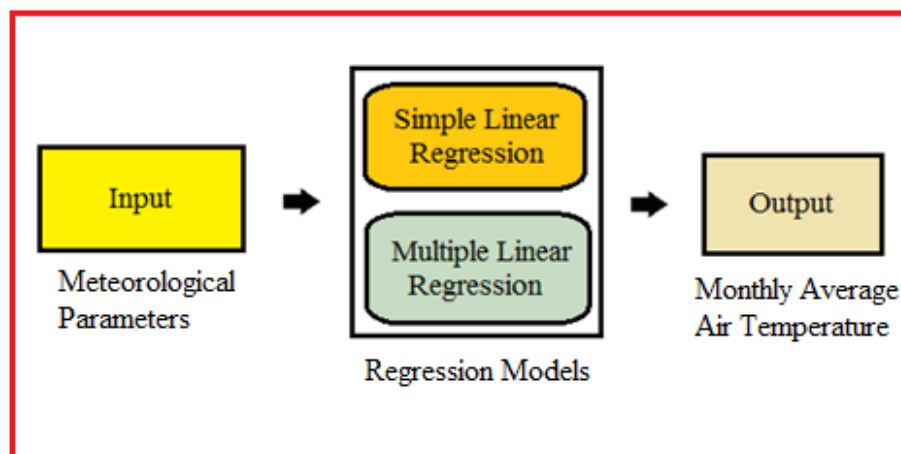 Input
Meteorological
Parameters
Simple Linear
Regression
Multiple Linear
Regression
Regression Models
Output
Monthly Average
Air Temperature